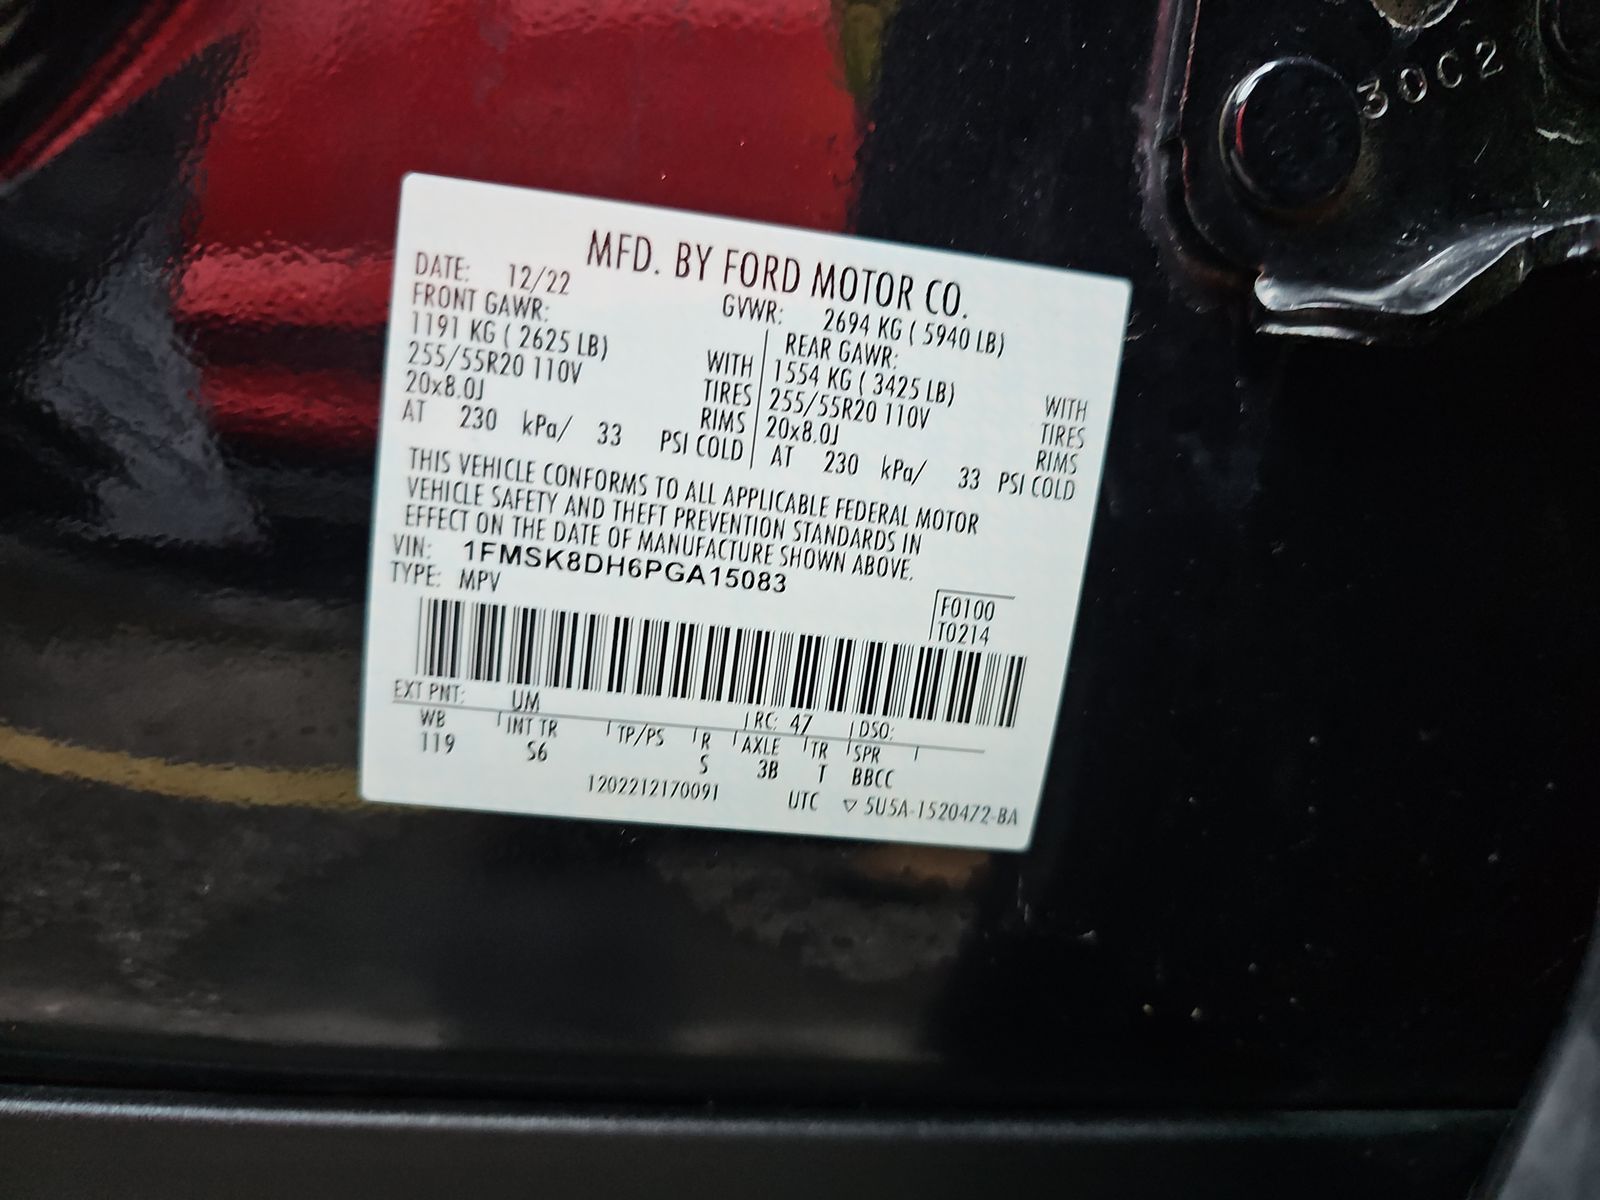 30C2
MFD. BY FORD MOTOR CO.
DATE: 12/22 GVWR: 2694 KG ( 5940 LB)
FRONT GAWR: REAR GAWR:
1191 KG ( 2625 LB) WITH 1554 KG ( 3425 LB) WITH
255/55R20 110V TIRES 255/55R20 110V TIRES
20x8.0J RIMS 20x8.0J RIMS
AT 230 kPa/ 33 PSI COLD AT 230 kPa/ 33 PSI COLD
THIS VEHICLE CONFORMS TO ALL APPLICABLE FEDERAL MOTOR
VEHICLE SAFETY AND THEFT PREVENTION STANDARDS IN
EFFECT ON THE DATE OF MANUFACTURE SHOWN ABOVE.
VIN: 1FMSK8DH6PGA15083
TYPE: MPV
F0100
T0214
EXT PNT: UM RC: 47 DSO:
WB INT TR TP/PS R AXLE TR SPR
119 S6 S 3B T BBCC
1202212170091 UTC ▽ 5U5A-1520472-BA